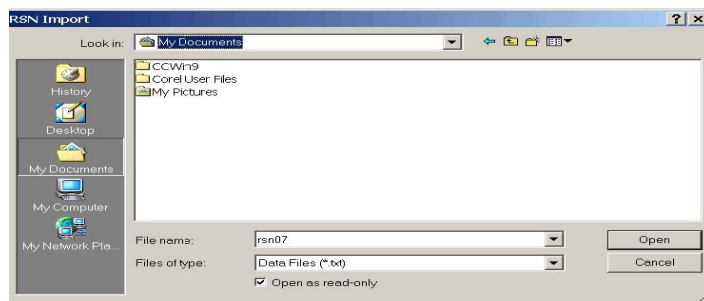 RSN Import
Look in: My Documents
History
Desktop
My Documents
My Computer
My Network Pla...
CCWin9
Corel User Files
My Pictures
File name: rsn07 Open
Files of type: Data Files (*.txt) Cancel
Open as read-only